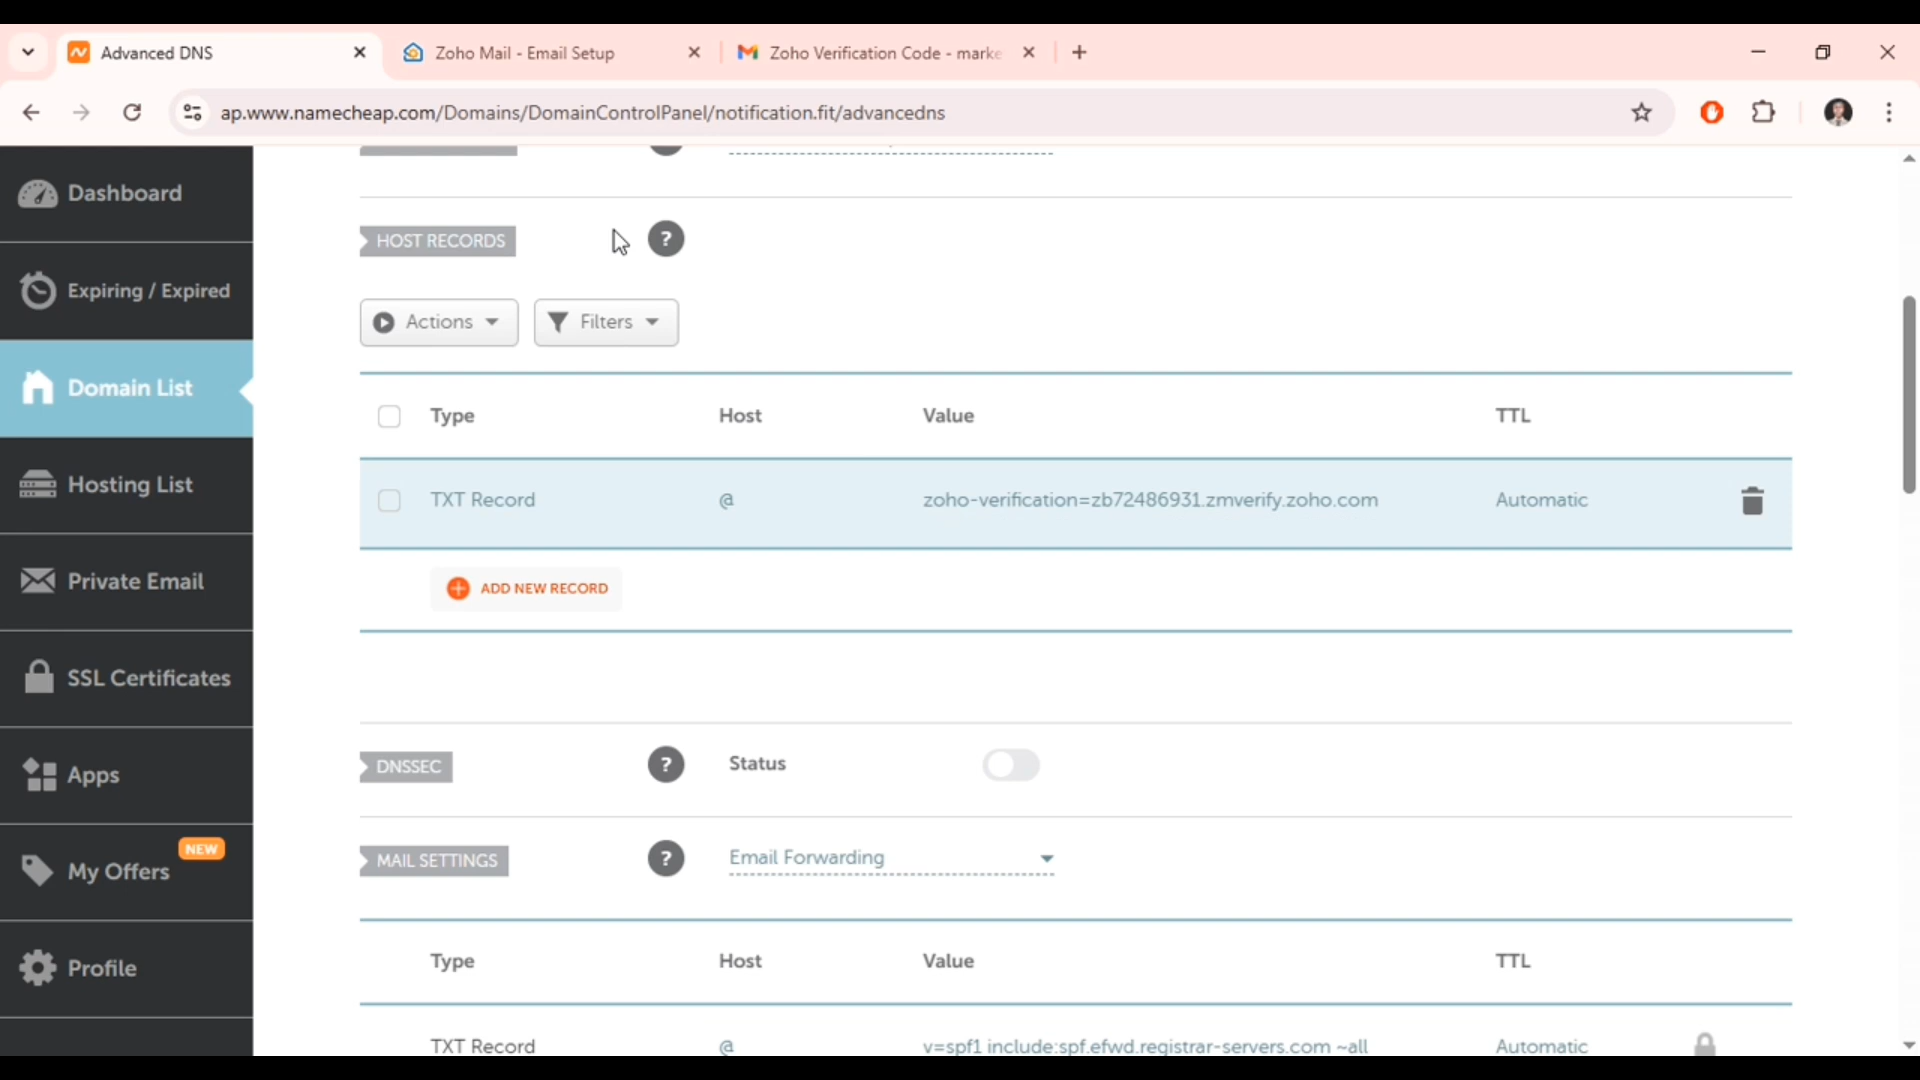 Advanced DNS
Zoho Mail - Email Setup
Zoho Verification Code - marke
ap.www.namecheap.com/Domains/DomainControlPanel/notification.fit/advancedns
Dashboard
Expiring / Expired
Domain List
Hosting List
Private Email
SSL Certificates
Apps
NEW
My Offers
Profile
HOST RECORDS
?
Actions
Filters
Type Host Value TTL
TXT Record @ zoho-verification=zb72486931.zmverify.zoho.com Automatic
ADD NEW RECORD
DNSSEC ? Status
MAIL SETTINGS ? Email Forwarding
Type Host Value TTL
TXT Record @ v=spf1 include:spf.efwd.registrar-servers.com ~all Automatic